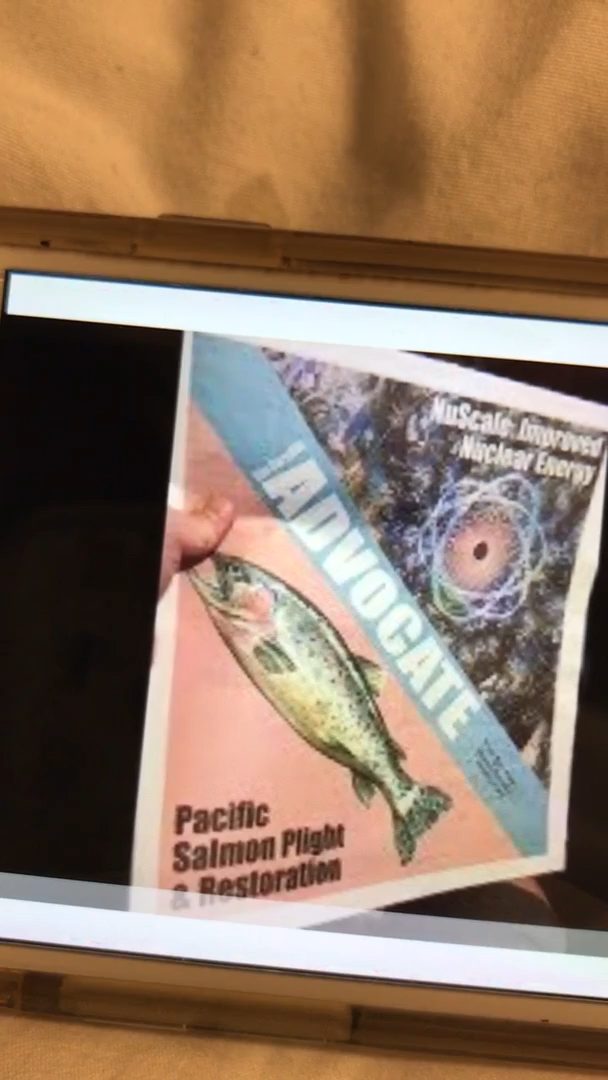 NuScale: Improved
Nuclear Energy
ADVOCATE
Pacific
Salmon Plight
& Restoration